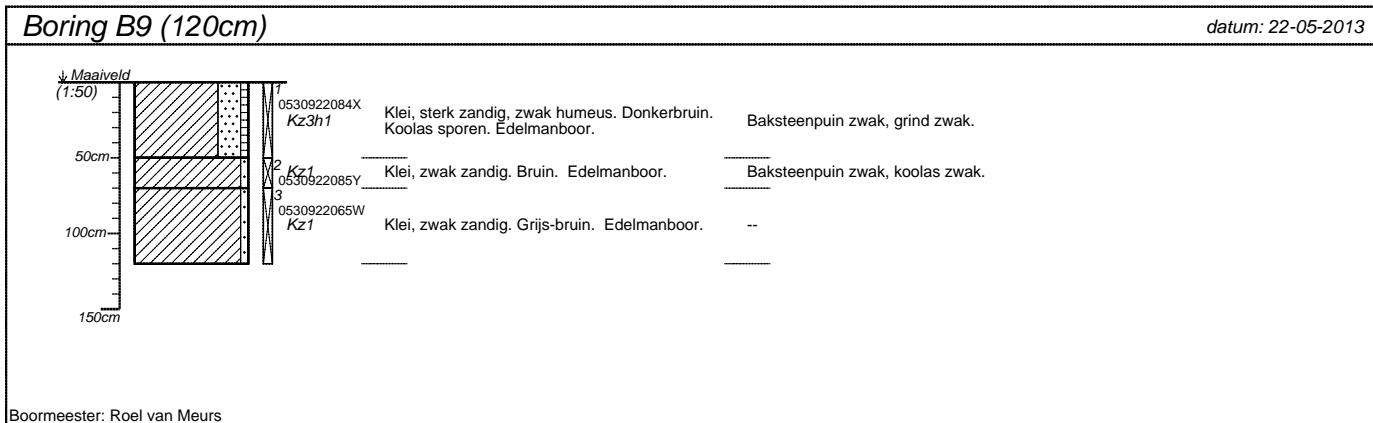 Boring B9 (120cm)
datum: 22-05-2013
Maaiveld
(1:50)
1
0530922084X
Kz3h1
Klei, sterk zandig, zwak humeus. Donkerbruin.
Koolas sporen. Edelmanboor.
Baksteenpuin zwak, grind zwak.
50cm
2
Kz1
0530922085Y
Klei, zwak zandig. Bruin. Edelmanboor.
Baksteenpuin zwak, koolas zwak.
3
0530922065W
Kz1
Klei, zwak zandig. Grijs-bruin. Edelmanboor.
--
100cm
150cm
Boormeester: Roel van Meurs